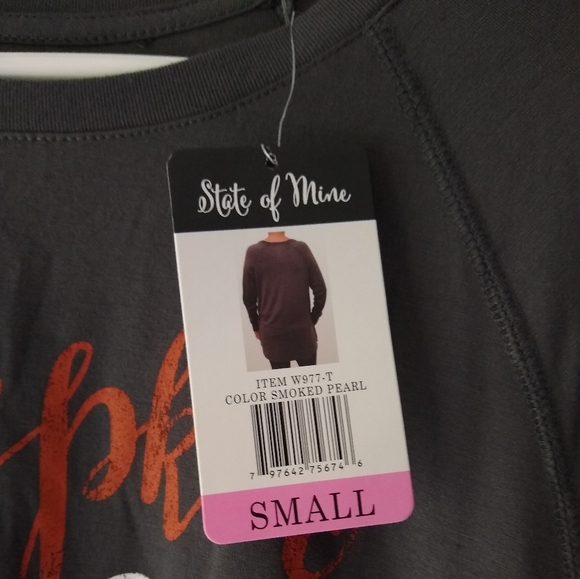 State of Mine
ITEM W977-T
COLOR SMOKED PEARL
7 97642 75674 6
SMALL